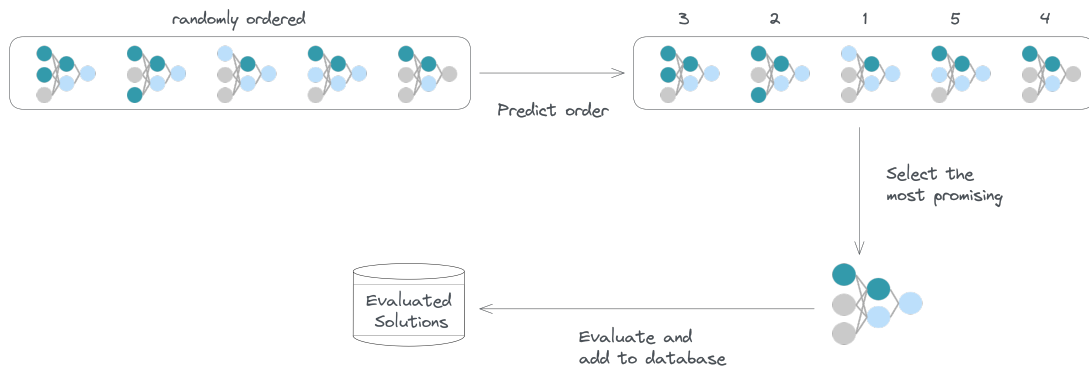 randomly ordered
3 2 1 5 4
Predict order
Select the
most promising
Evaluated
Solutions
Evaluate and
add to database